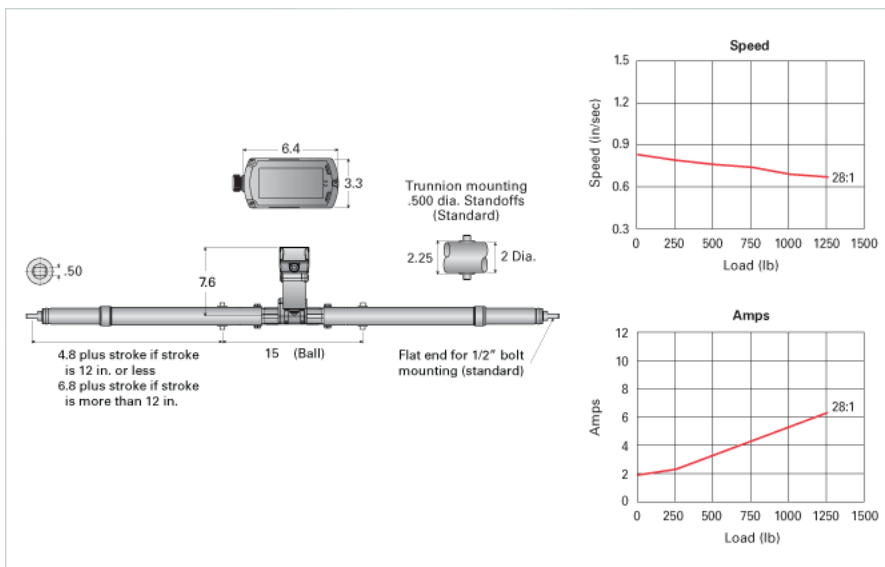 6.4
3.3
Trunnion mounting
.500 dia. Standoffs
(Standard)
2.25
2 Dia.
.50
7.6
4.8 plus stroke if stroke
is 12 in. or less
6.8 plus stroke if stroke
is more than 12 in.
15 (Ball)
Flat end for 1/2" bolt
mounting (standard)
Speed
Speed (in/sec)
1.5
1.2
0.9
0.6
0.3
28:1
0 250 500 750 1000 1250 1500
Load (lb)
Amps
Amps
12
10
8
6
4
2
0
28:1
0 250 500 750 1000 1250 1500
Load (lb)